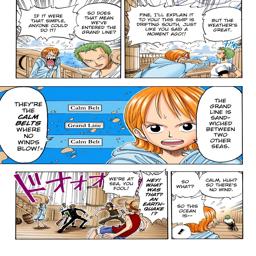 BUT THE
WEATHER'S
GREAT.
FINE, I'LL EXPLAIN
IT TO YOU! THIS SHIP IS
DRIFTING SOUTH,
JUST LIKE YOU SAID
A MOMENT AGO!!
SO DOES
THAT MEAN
WE'VE
ENTERED THE
GRAND LINE?
IF IT
WERE THAT
SIMPLE, ANYONE
COULD DO
IT!!
THE
GRAND
LINE IS
SAND-
WICHED
BETWEEN
TWO
OTHER
SEAS.
Calm Belt
Grand Line
Calm Belt
THEY'RE
THE
CALM
BELTS
WHERE
NO
WINDS
BLOW!
CALM, HUH?
SO THERE'S
NO WIND.
SO THIS
OCEAN
IS--
SO
WHAT?
HEY!
WHAT
WAS
THAT?!
AN
EARTH-
QUAKE?
WE'RE
AT SEA,
YOU FOOL!
ドオオオ